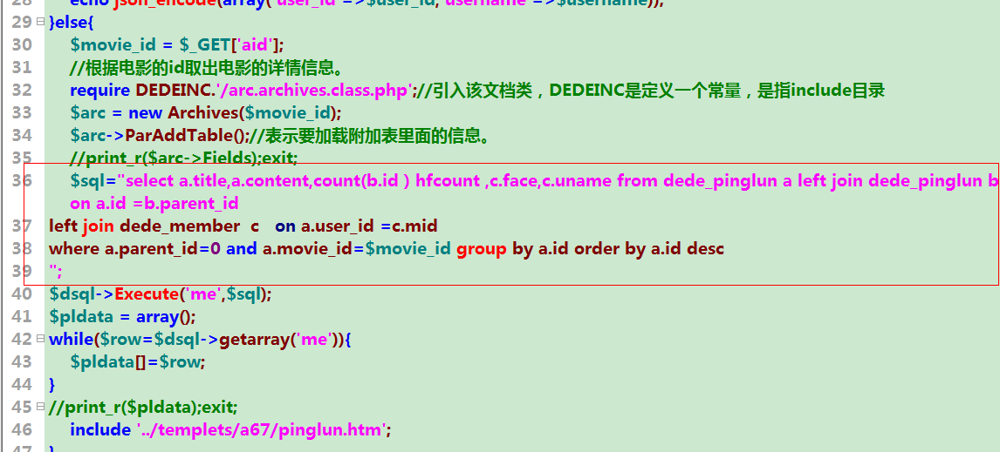 28 echo json_encode(array('user_id'=>$user_id,'username'=>$username));
29 }else{
30 $movie_id = $_GET['aid'];
31 //根据电影的id取出电影的详情信息。
32 require DEDEINC.'/arc.archives.class.php';//引入该文档类，DEDEINC是定义一个常量，是指include目录
33 $arc = new Archives($movie_id);
34 $arc->ParAddTable();//表示要加载附加表里面的信息。
35 //print_r($arc->Fields);exit;
36 $sql="select a.title,a.content,count(b.id ) hfcount ,c.face,c.uname from dede_pinglun a left join dede_pinglun b
on a.id =b.parent_id
37 left join dede_member c on a.user_id =c.mid
38 where a.parent_id=0 and a.movie_id=$movie_id group by a.id order by a.id desc
39 ";
40 $dsql->Execute('me',$sql);
41 $pldata = array();
42 while($row=$dsql->getarray('me')){
43 $pldata[]=$row;
44 }
45 //print_r($pldata);exit;
46 include '../templets/a67/pinglun.htm';
47 }